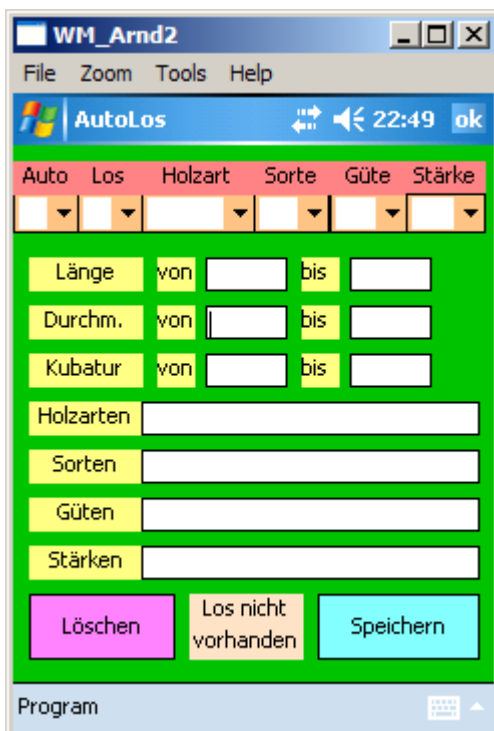 WM_Arnd2
File Zoom Tools Help
AutoLos 22:49 ok
Auto Los Holzart Sorte Güte Stärke
Länge von bis
Durchm. von bis
Kubatur von bis
Holzarten
Sorten
Güten
Stärken
Löschen
Los nicht
vorhanden
Speichern
Program